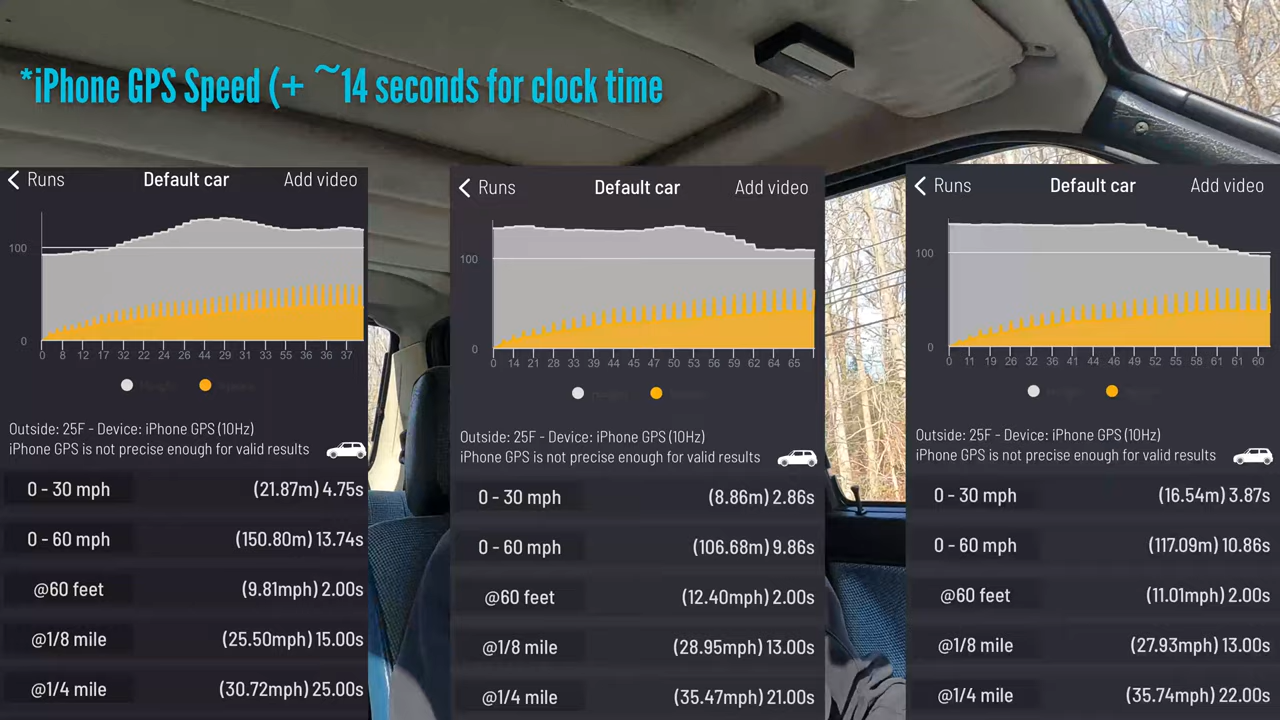 *iPhone GPS Speed (+ ~14 seconds for clock time
Runs
Default car
Add video
100
0
0 8 12 17 32 22 24 26 44 29 31 33 55 36 36 37
Outside: 25F - Device: iPhone GPS (10Hz)
iPhone GPS is not precise enough for valid results
0 - 30 mph (21.87m) 4.75s
0 - 60 mph (150.80m) 13.74s
@60 feet (9.81mph) 2.00s
@1/8 mile (25.50mph) 15.00s
@1/4 mile (30.72mph) 25.00s
Runs
Default car
Add video
100
0
0 14 21 28 33 39 44 45 47 50 53 59 62 64 65
Outside: 25F - Device: iPhone GPS (10Hz)
iPhone GPS is not precise enough for valid results
0 - 30 mph (8.86m) 2.86s
0 - 60 mph (106.68m) 9.86s
@60 feet (12.40mph) 2.00s
@1/8 mile (28.95mph) 13.00s
@1/4 mile (35.47mph) 21.00s
Runs
Default car
Add video
100
0
0 11 19 26 32 36 41 44 46 49 52 55 58 61 61 60
Outside: 25F - Device: iPhone GPS (10Hz)
iPhone GPS is not precise enough for valid results
0 - 30 mph (16.54m) 3.87s
0 - 60 mph (117.09m) 10.86s
@60 feet (11.01mph) 2.00s
@1/8 mile (27.93mph) 13.00s
@1/4 mile (35.74mph) 22.00s